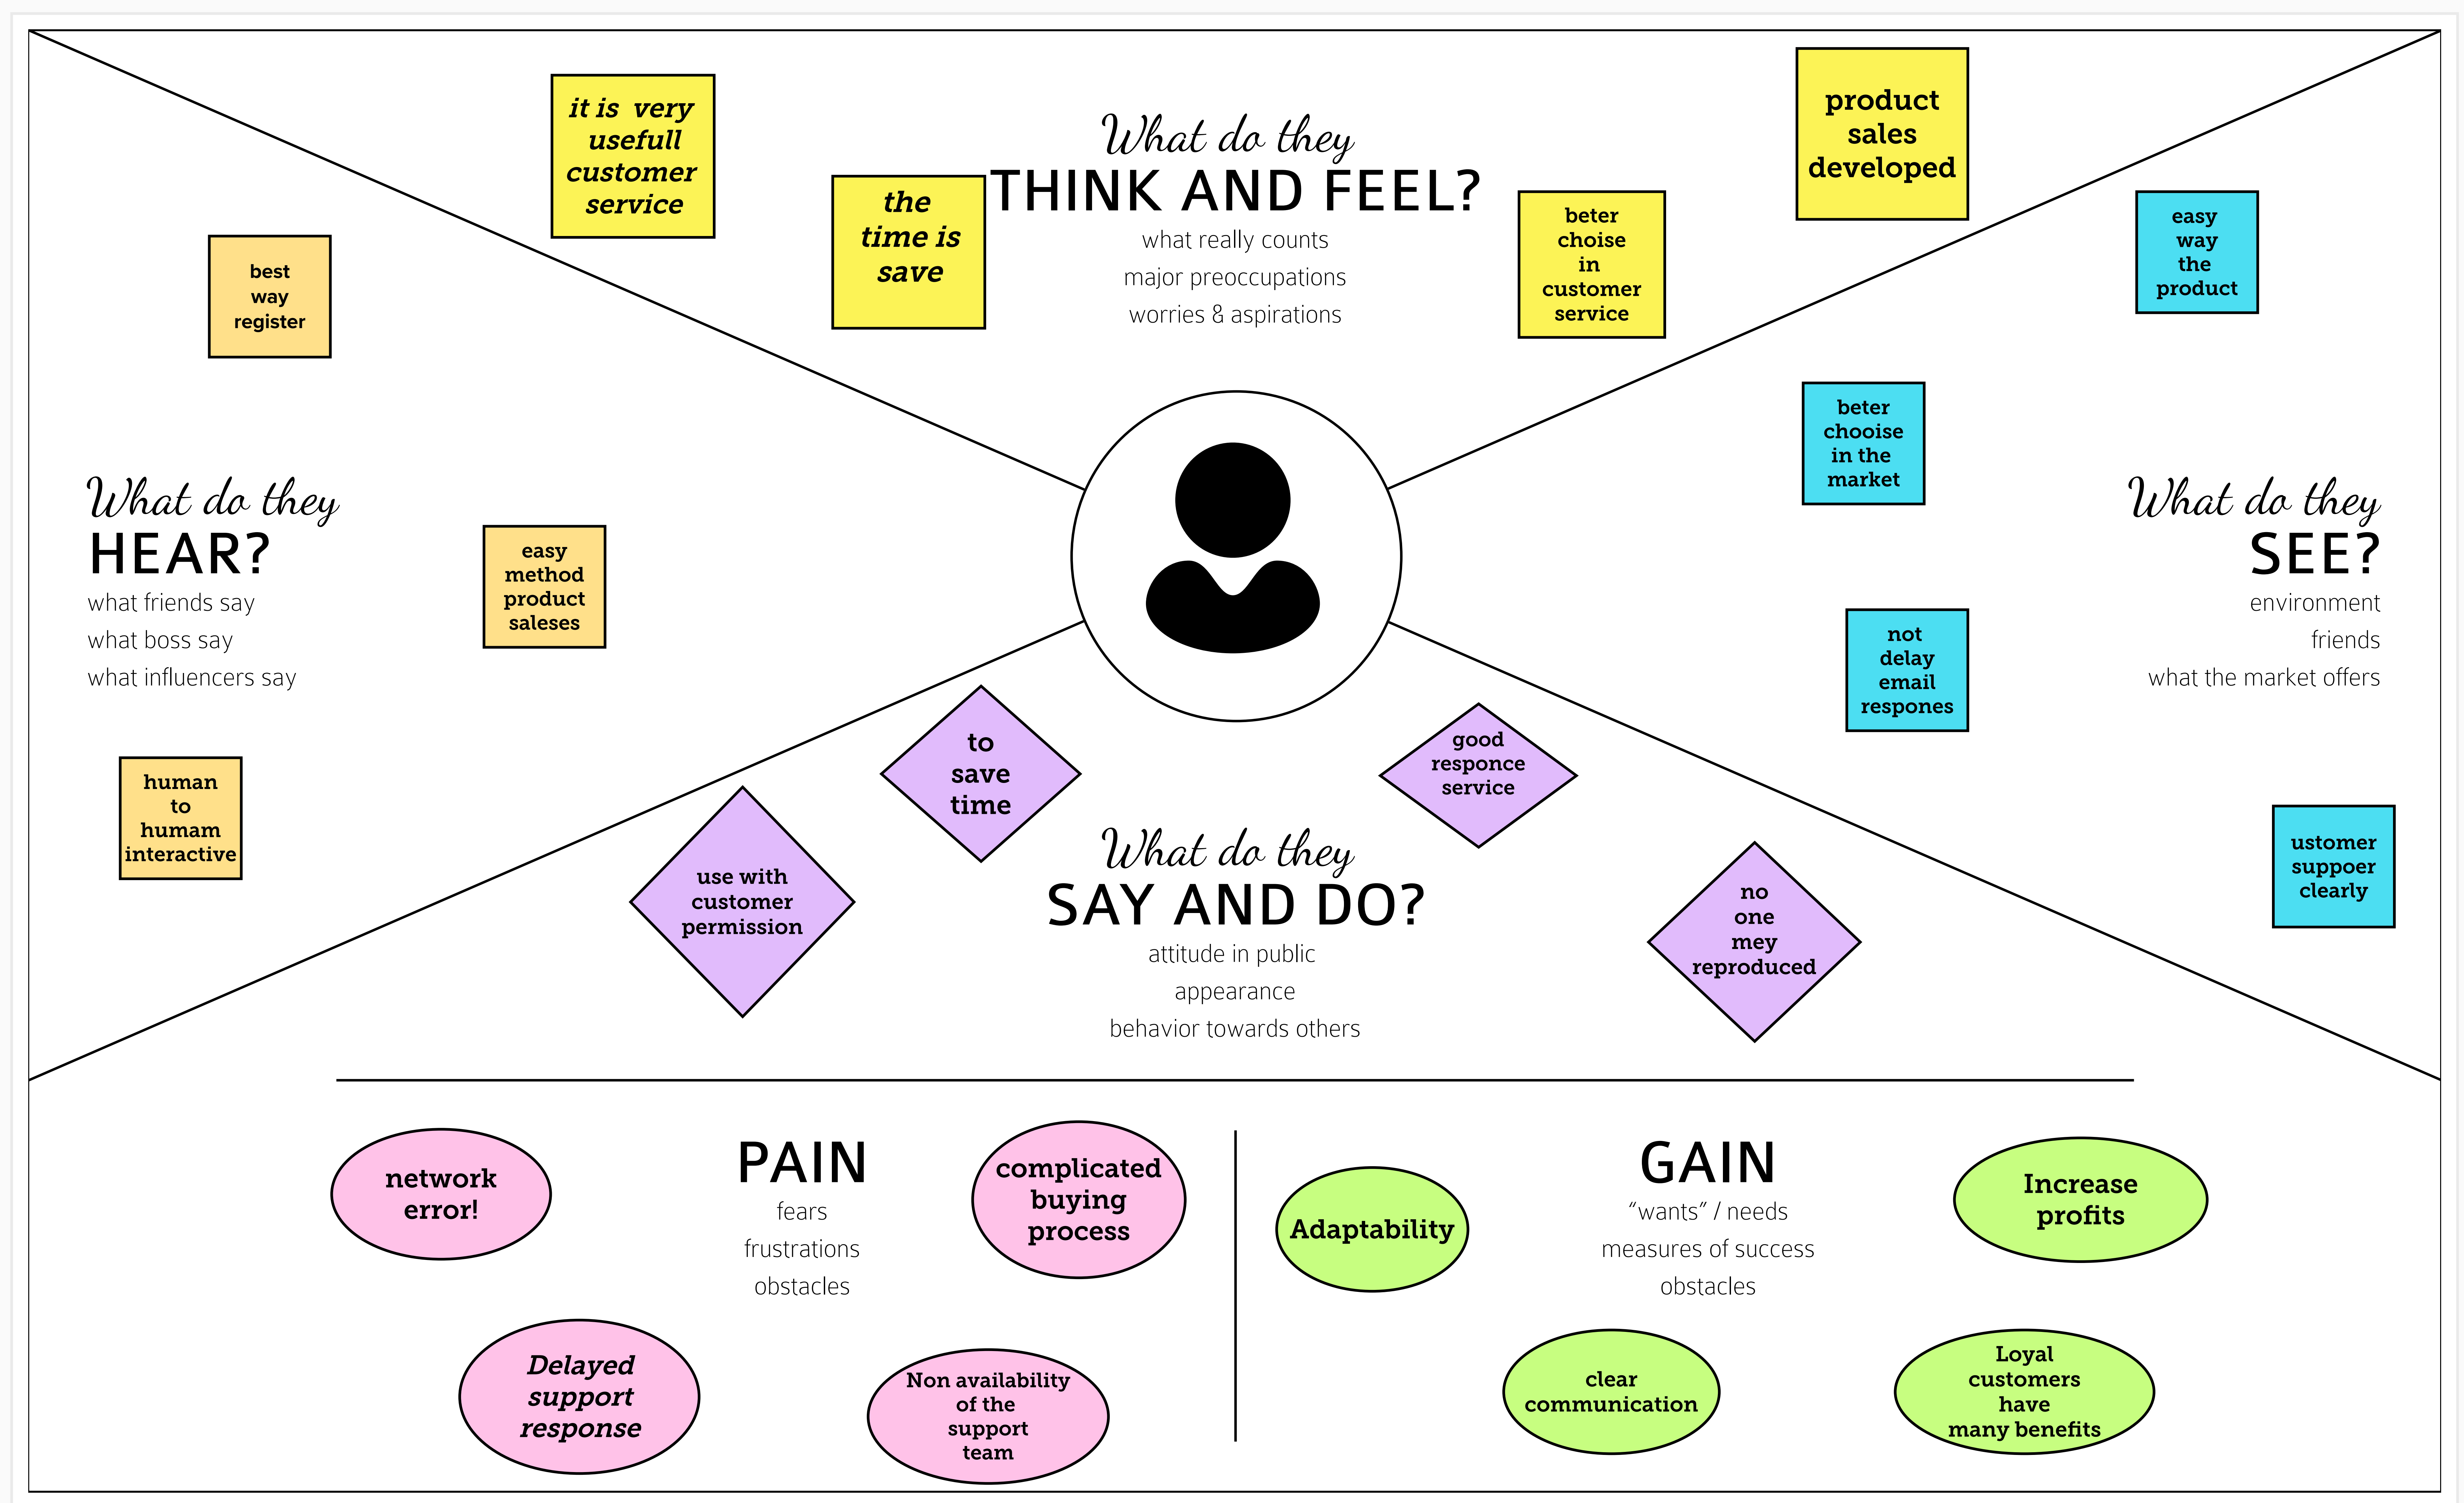 it is very
usefull
customer
service
the
time is
save
What do they
THINK AND FEEL?
what really counts
major preoccupations
worries & aspirations
beter
choise
in
customer
service
product
sales
developed
best
way
register
What do they
HEAR?
what friends say
what boss say
what influencers say
easy
method
product
saleses
human
to
humam
interactive
easy
way
the
product
beter
chooise
in the
market
What do they
SEE?
environment
friends
what the market offers
not
delay
email
respones
ustomer
suppoer
clearly
to
save
time
use with
customer
permission
good
responce
service
What do they
SAY AND DO?
attitude in public
appearance
behavior towards others
no
one
mey
reproduced
network
error!
PAIN
fears
frustrations
obstacles
complicated
buying
process
Delayed
support
response
Non availability
of the
support
team
Adaptability
GAIN
“wants” / needs
measures of success
obstacles
Increase
profits
clear
communication
Loyal
customers
have
many benefits